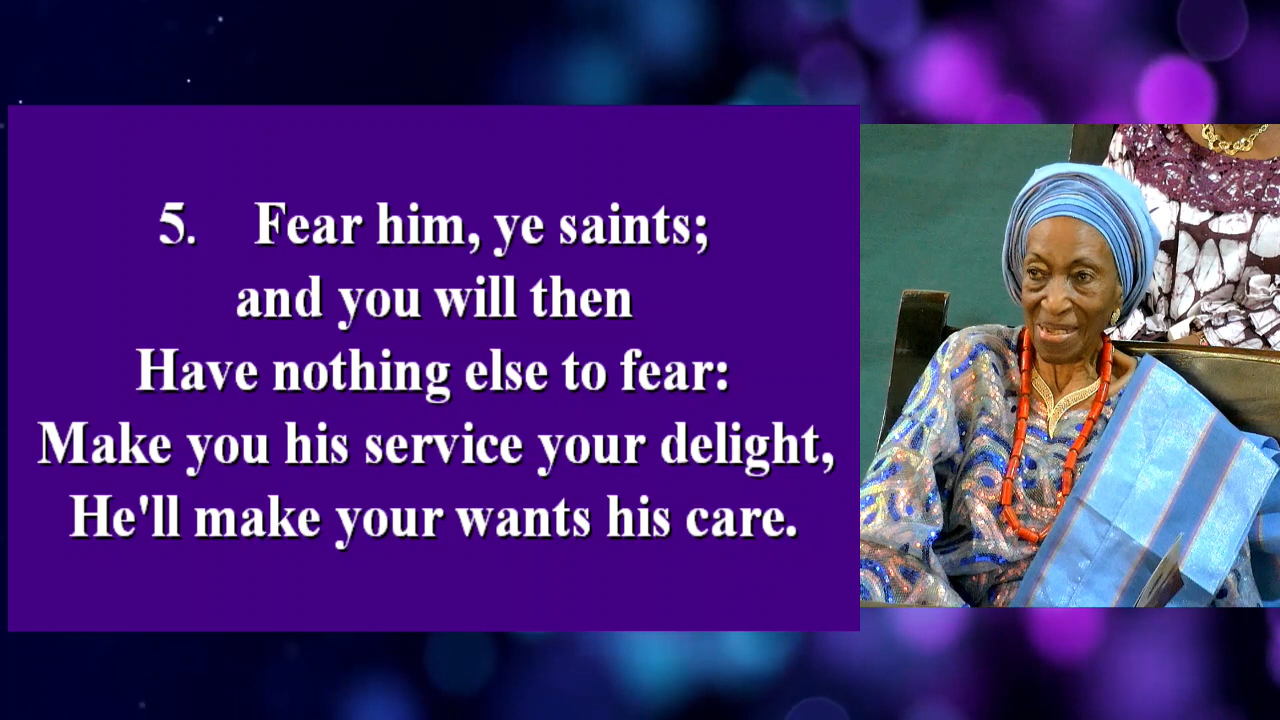 5. Fear him, ye saints;
and you will then
Have nothing else to fear:
Make you his service your delight,
He'll make your wants his care.